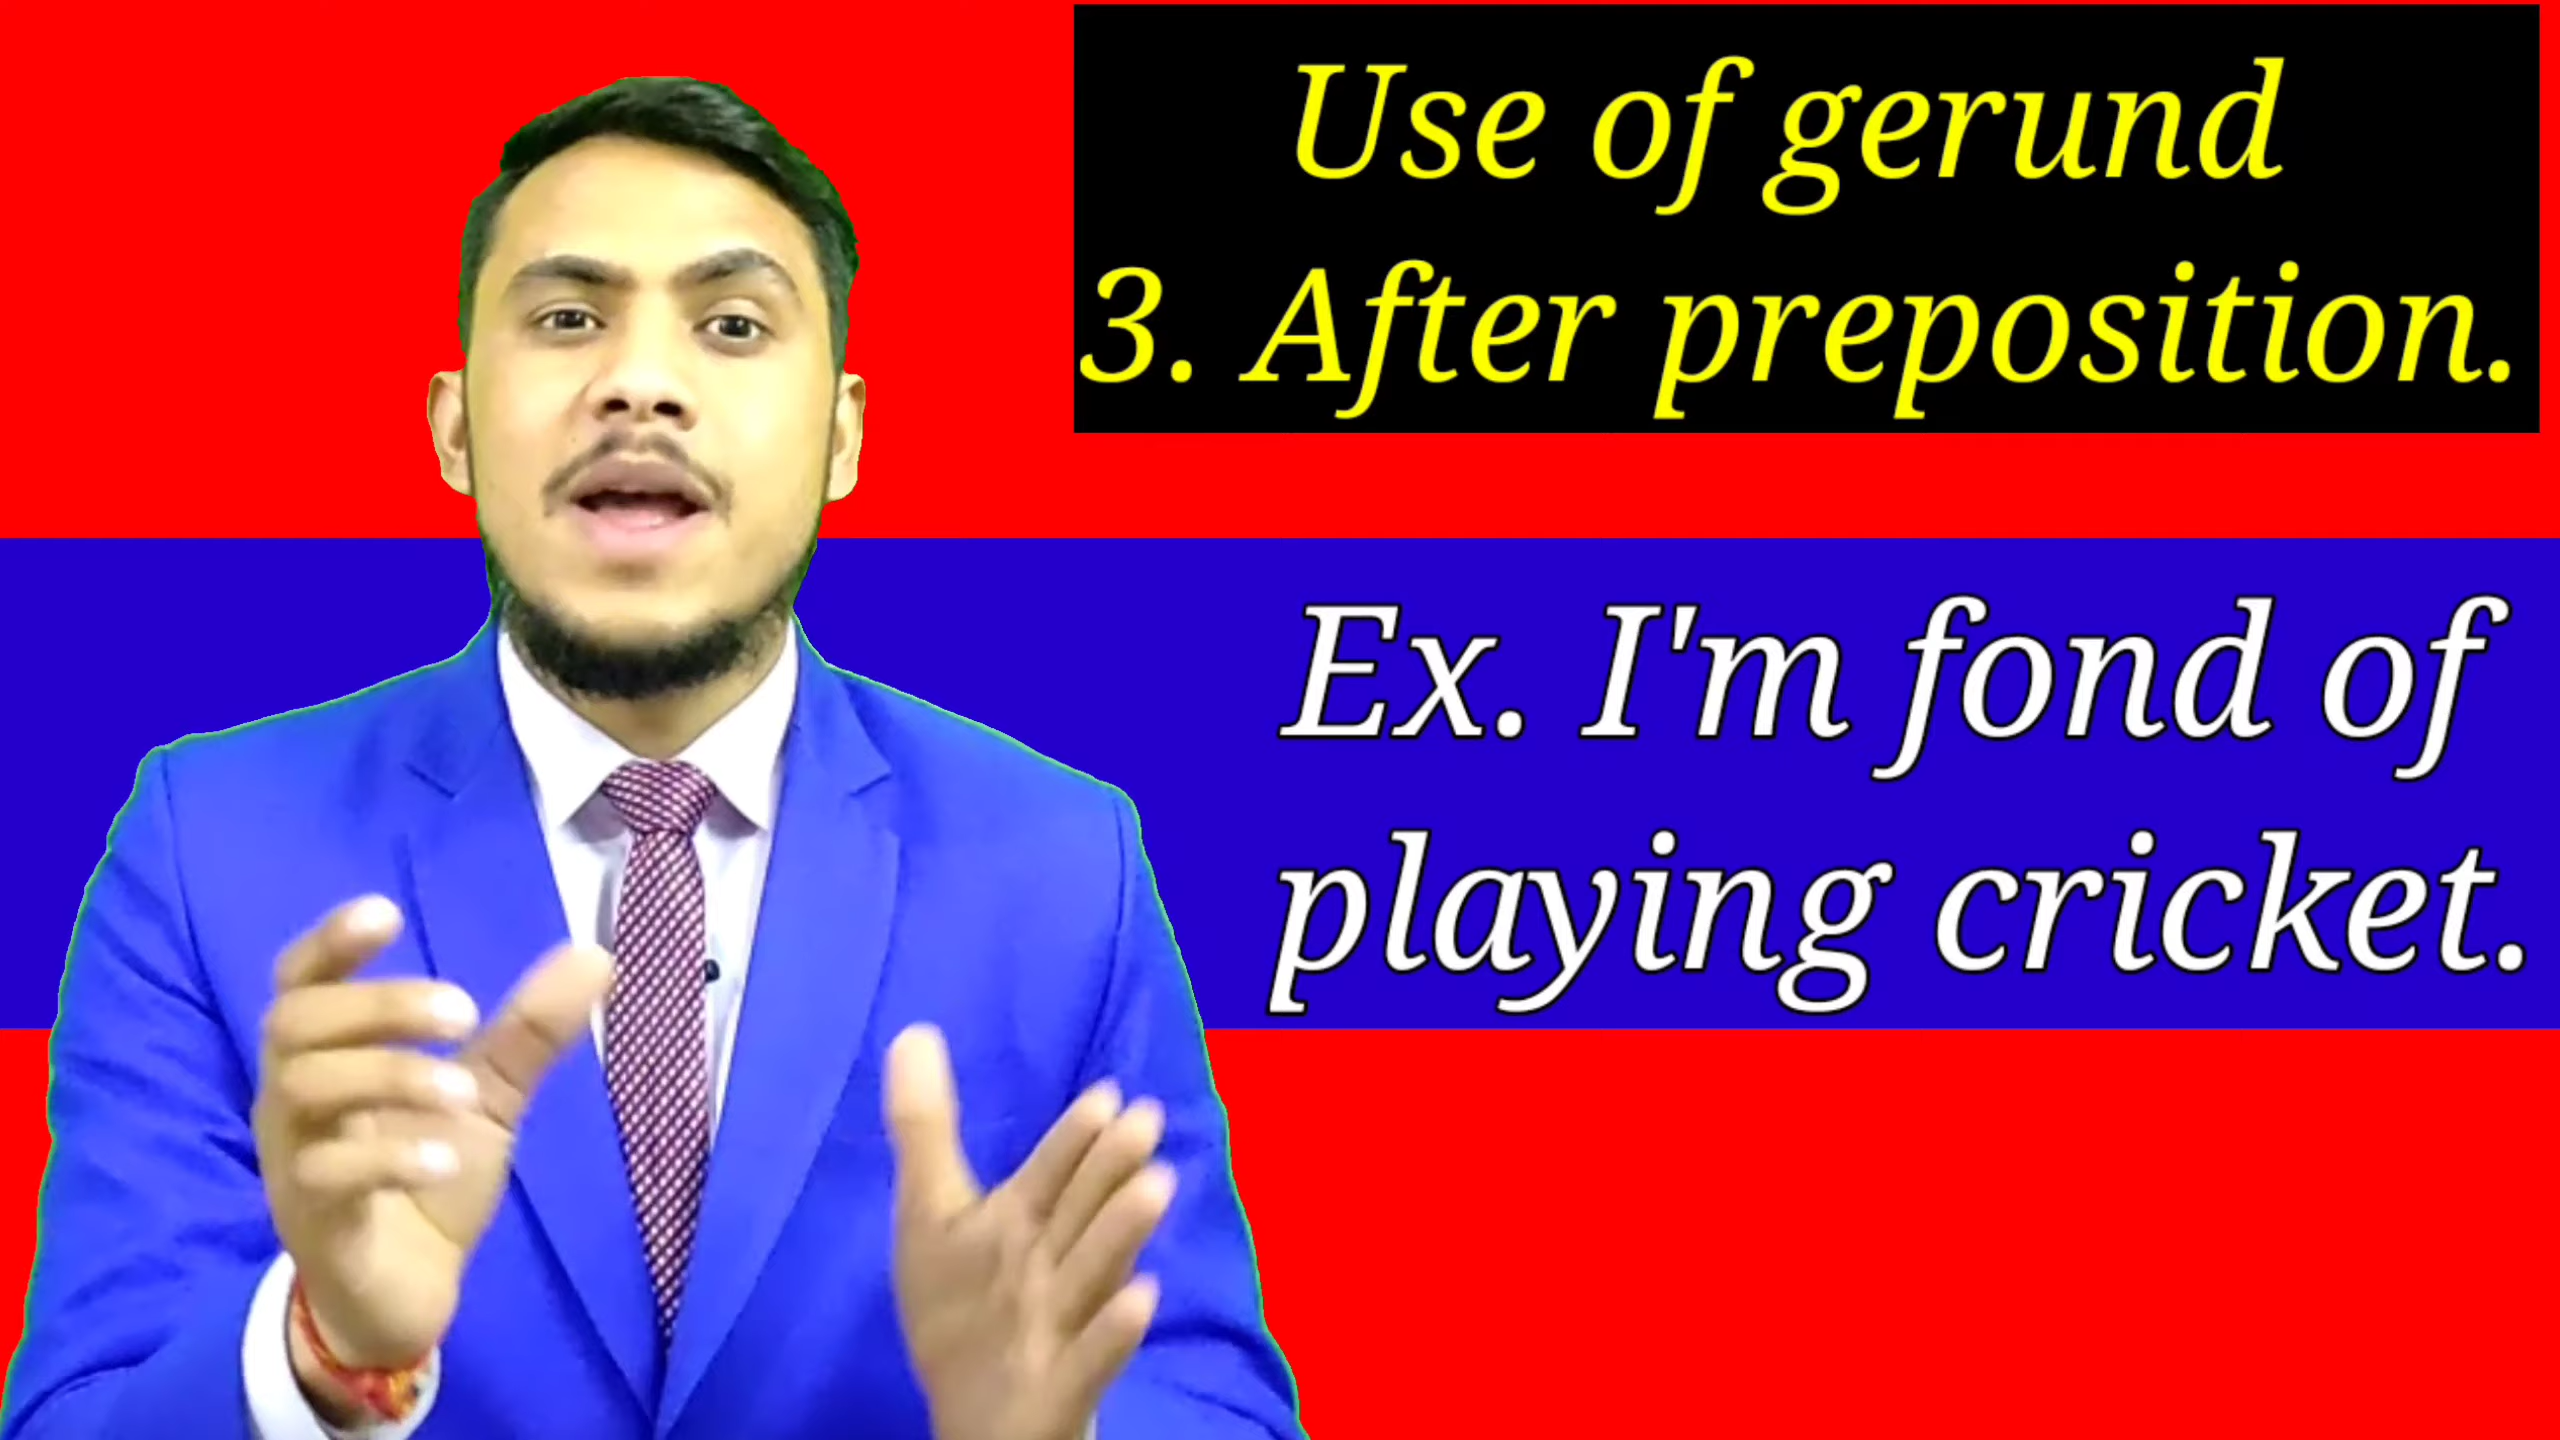 Use of gerund
3. After preposition.
Ex. I'm fond of
playing cricket.